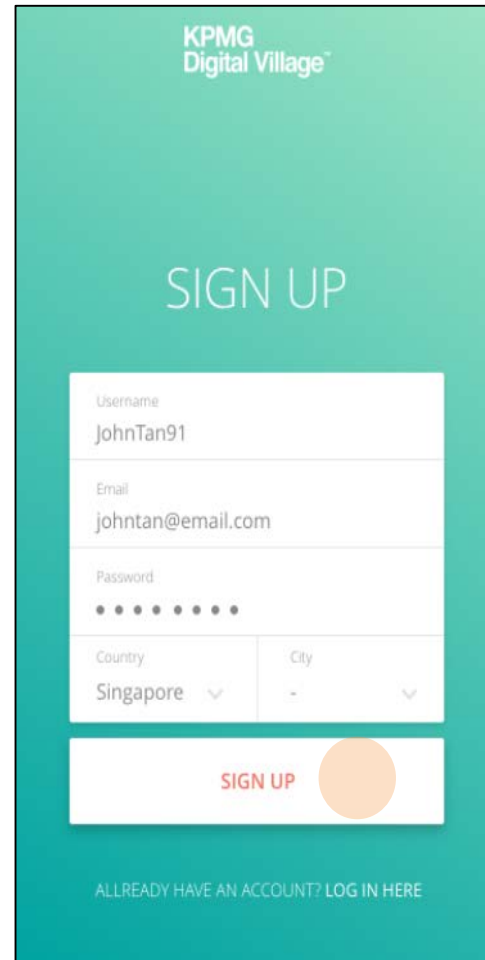 KPMG
Digital Village™
SIGN UP
Username
JohnTan91
Email
johntan@email.com
Password
••••••••
Country
City
Singapore
-
SIGN UP
ALLREADY HAVE AN ACCOUNT? LOG IN HERE